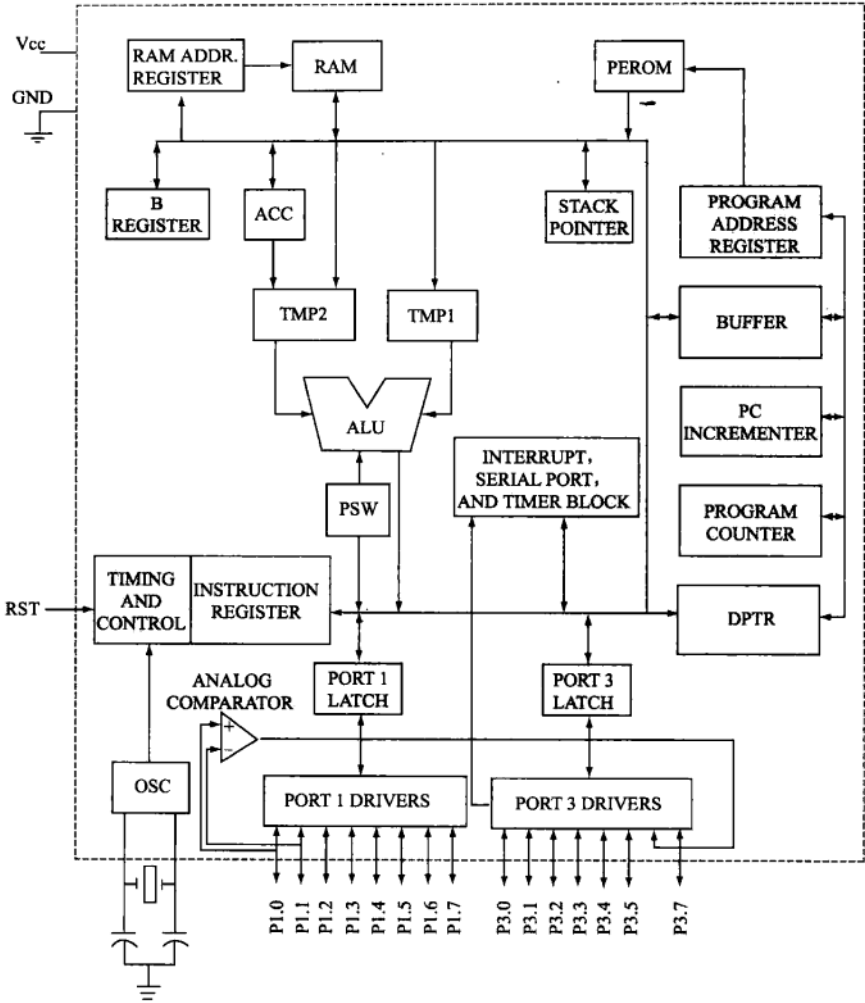 Vcc
GND
RAM ADDR.
REGISTER
RAM
PEROM
B
REGISTER
ACC
STACK
POINTER
PROGRAM
ADDRESS
REGISTER
TMP2
TMP1
BUFFER
ALU
PC
INCREMENTER
INTERRUPT,
SERIAL PORT,
AND TIMER BLOCK
PSW
PROGRAM
COUNTER
RST
TIMING
AND
CONTROL
INSTRUCTION
REGISTER
DPTR
PORT 1
LATCH
PORT 3
LATCH
ANALOG
COMPARATOR
+
−
OSC
PORT 1 DRIVERS
PORT 3 DRIVERS
P1.0
P1.1
P1.2
P1.3
P1.4
P1.5
P1.6
P1.7
P3.0
P3.1
P3.2
P3.3
P3.4
P3.5
P3.7